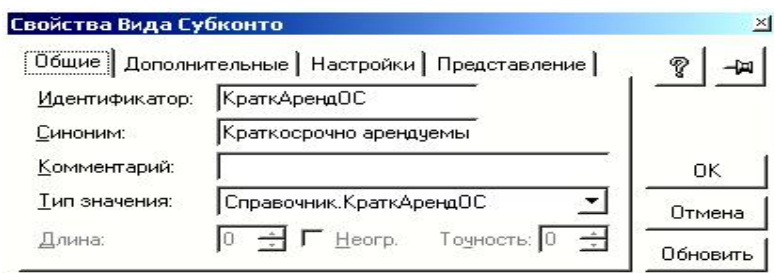 Свойства Вида Субконто
Общие Дополнительные Настройки Представление
Идентификатор: КраткАрендОС
Синоним: Краткосрочно арендуемы
Комментарий:
Тип значения: Справочник.КраткАрендОС
Длина: 0 Неогр. Точность: 0
?
OK
Отмена
Обновить